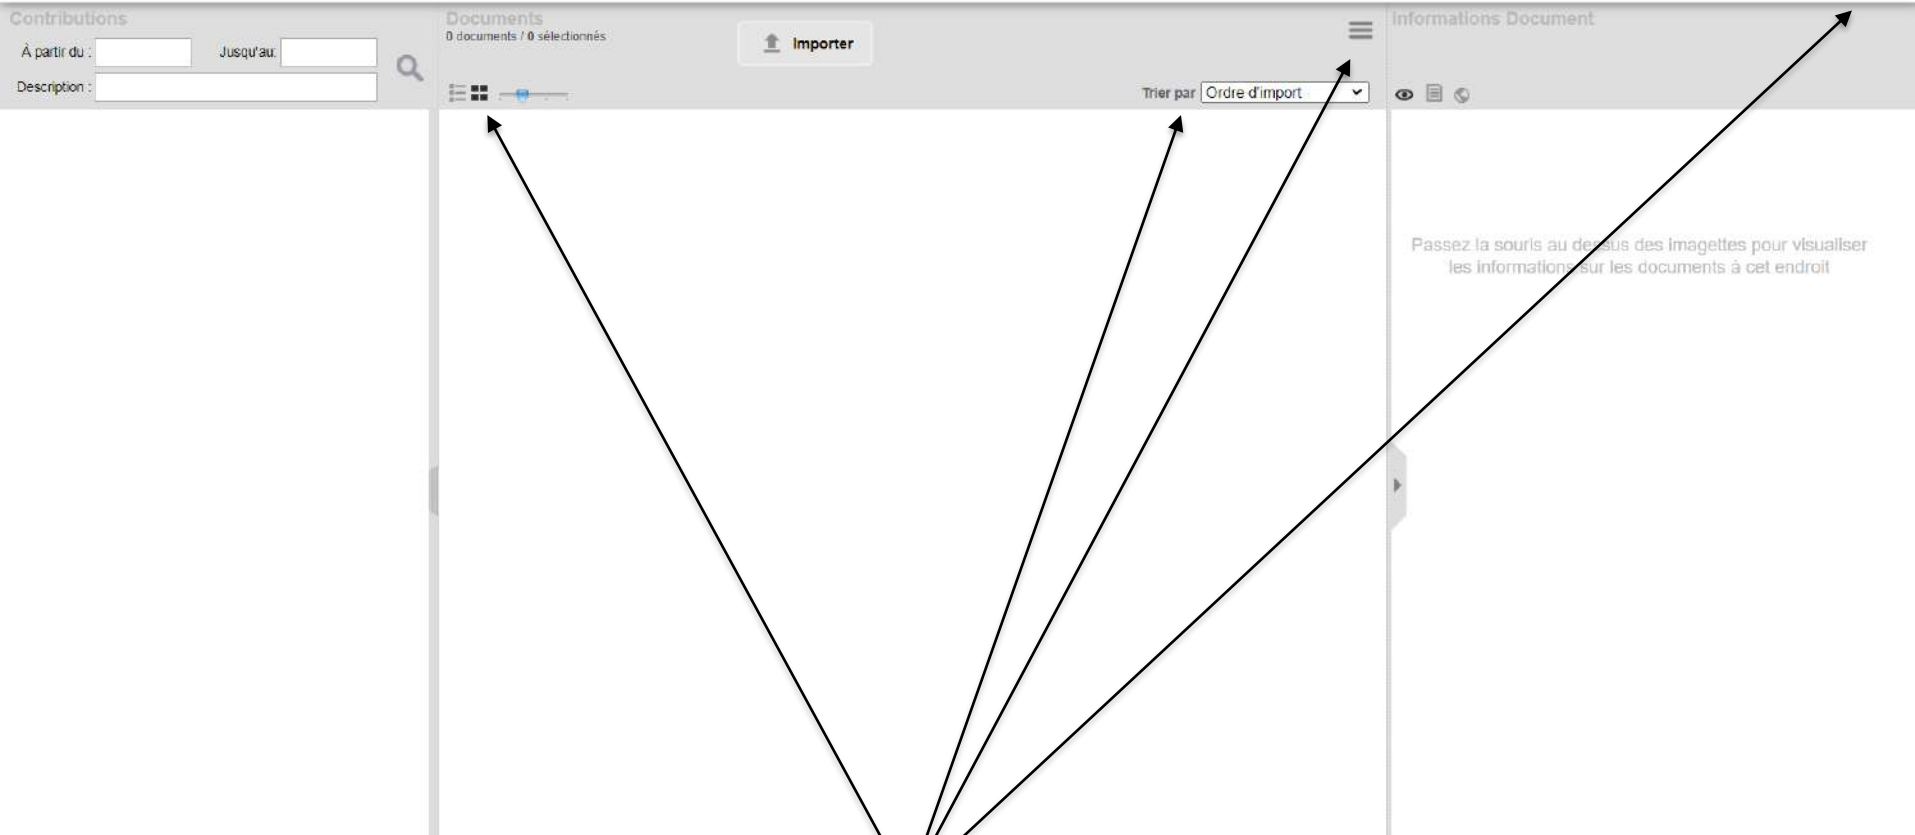 Contributions
À partir du :
Jusqu'au:
Description :
Documents
0 documents / 0 sélectionnés
Importer
Trier par
Ordre d'import
Informations Document
Passez la souris au dessus des imagettes pour visualiser
les informations sur les documents à cet endroit